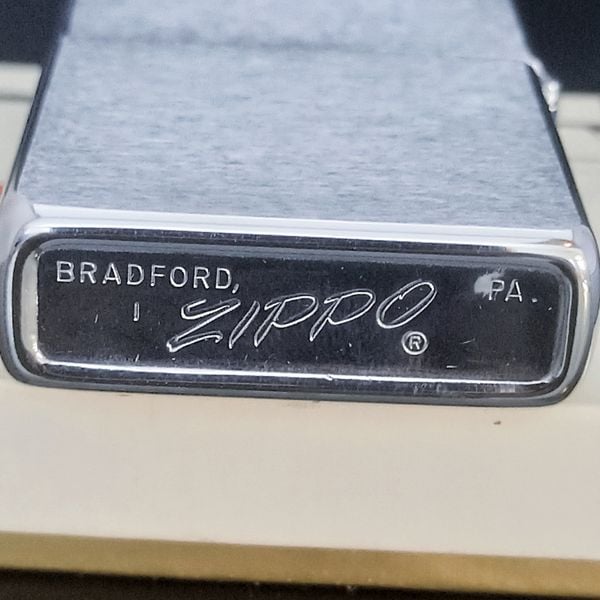 BRADFORD, PA.
| ZIPPO ®